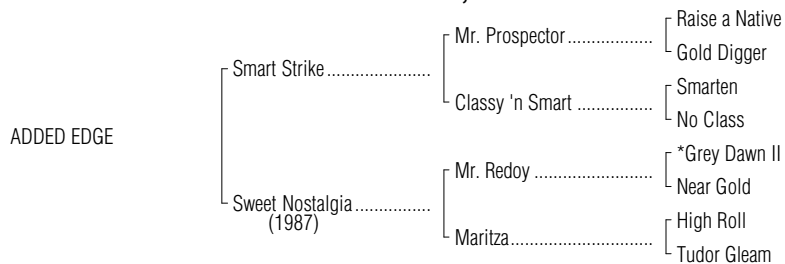 Raise a Native
Mr. Prospector
Gold Digger
Smart Strike
Smarten
Classy 'n Smart
No Class
ADDED EDGE
*Grey Dawn II
Mr. Redoy
Near Gold
Sweet Nostalgia
(1987)
High Roll
Maritza
Tudor Gleam